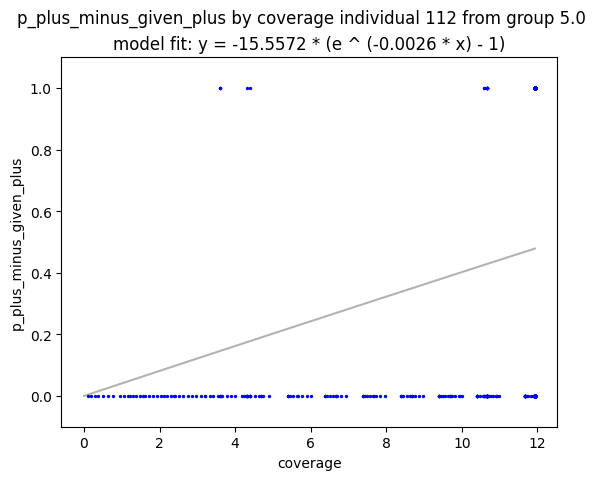 p_plus_minus_given_plus by coverage individual 112 from group 5.0
model fit: y = -15.5572 * (e ^ (-0.0026 * x) - 1)
1.0
0.8
0.6
0.4
0.2
0.0
p_plus_minus_given_plus
0 2 4 6 8 10 12
coverage